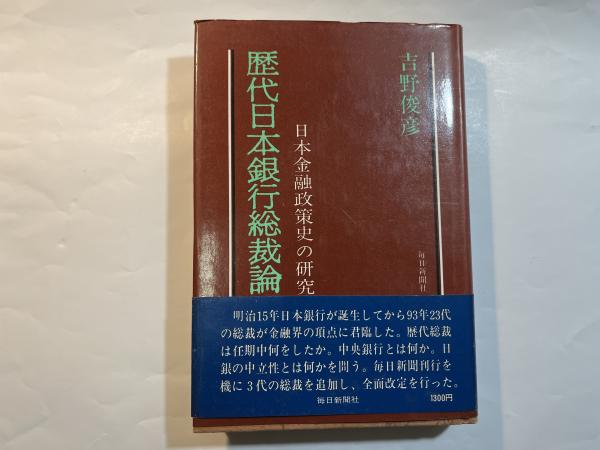 吉野俊彦
歴代日本銀行総裁論
日本金融政策史の研究
毎日新聞社
明治15年日本銀行が誕生してから93年23代
の総裁が金融界の頂点に君臨した。歴代総裁
は任期中何をしたか。中央銀行とは何か。日
銀の中立性とは何かを問う。毎日新聞刊行を
機に3代の総裁を追加し、全面改定を行った。
毎日新聞社
1300円